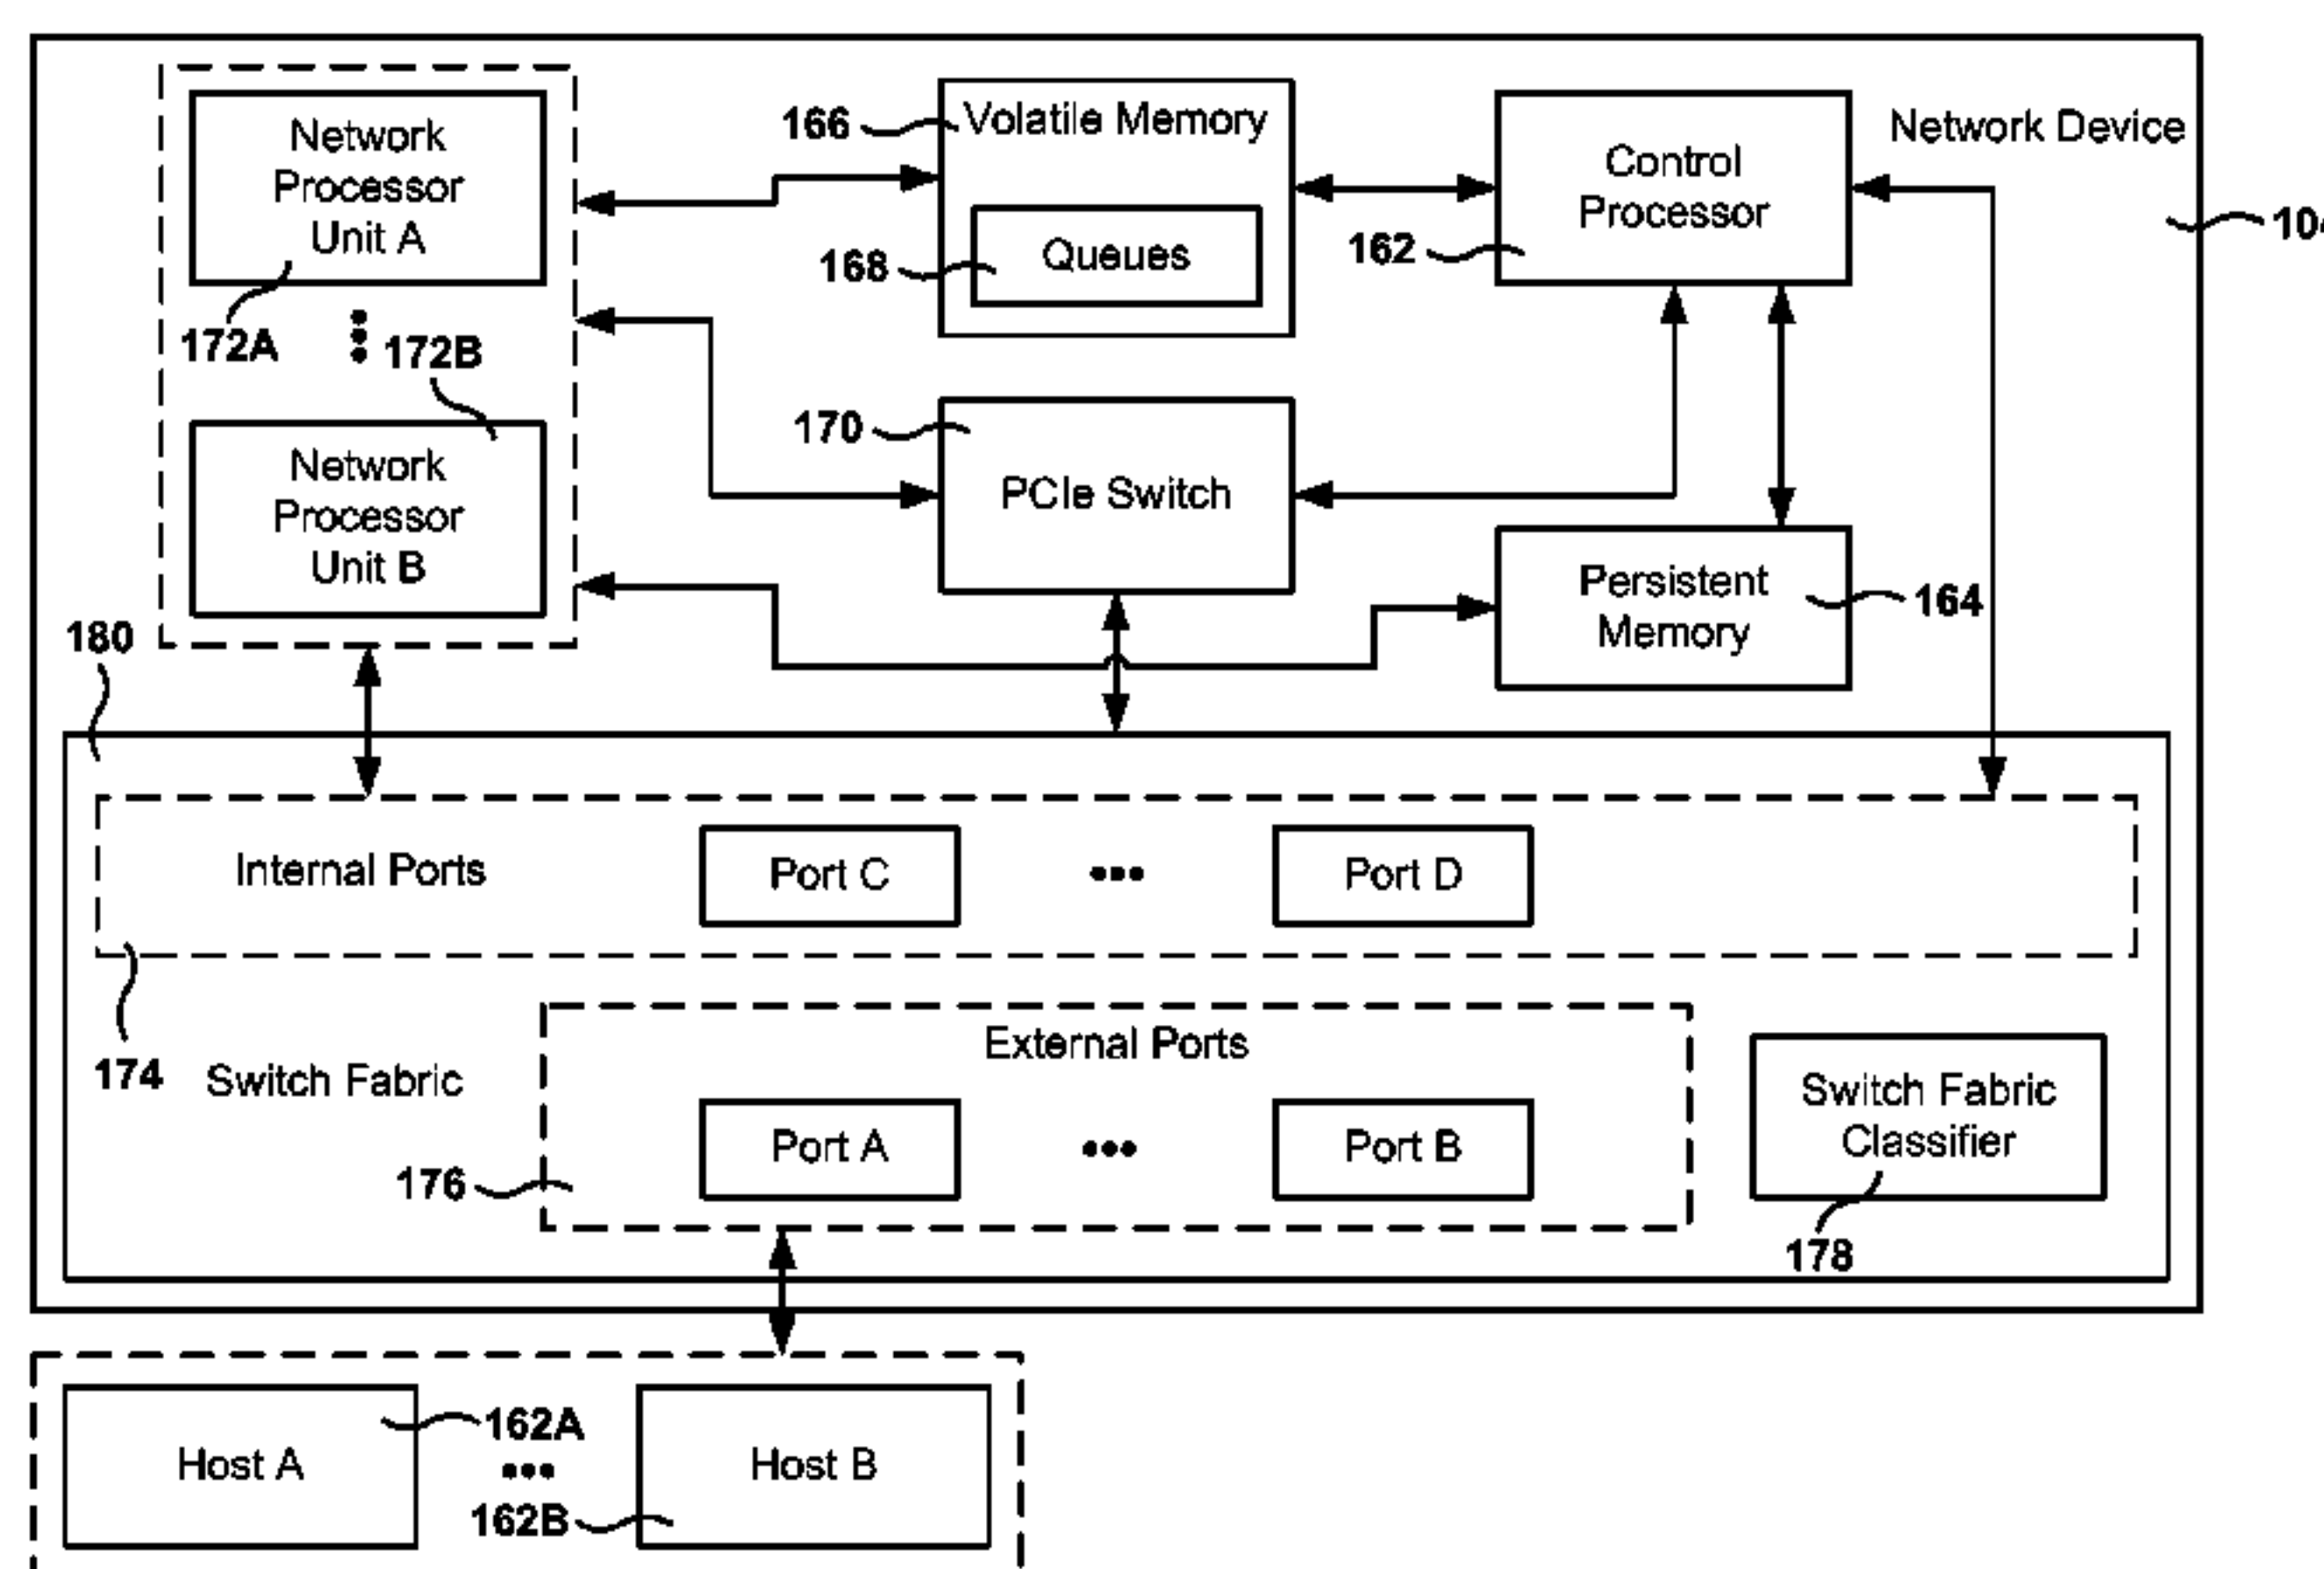 Network
Processor
Unit A
172A
172B
Network
Processor
Unit B
166
Volatile Memory
168
Queues
Control
Processor
162
Network Device
170
PCIe Switch
Persistent
Memory
164
180
Internal Ports
Port C
Port D
174
Switch Fabric
External Ports
Port A
Port B
176
Switch Fabric
Classifier
178
Host A
162A
162B
Host B